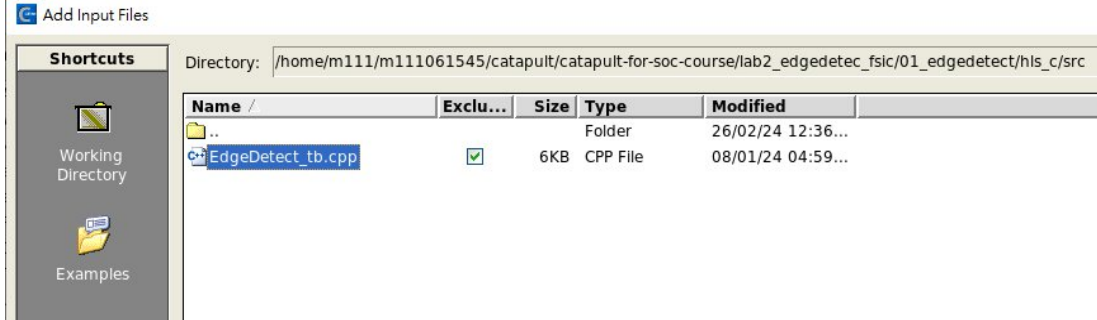 Add Input Files
Shortcuts
Directory: /home/m111/m111061545/catapult/catapult-for-soc-course/lab2_edgedetec_fsic/01_edgedetect/hls_c/src
Name / Exclu... Size Type Modified
.. Folder 26/02/24 12:36...
EdgeDetect_tb.cpp 6KB CPP File 08/01/24 04:59...
Working
Directory
Examples